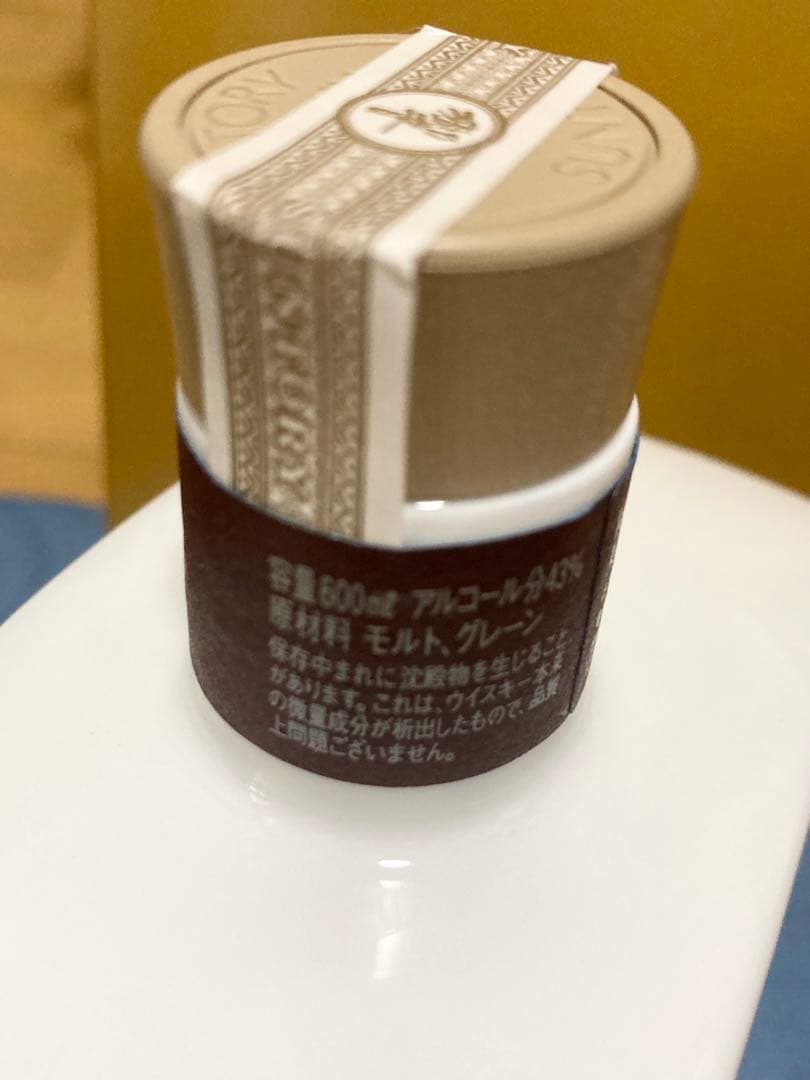 SUNTORY
容量600㎖ アルコール分43%
原材料 モルト、グレーン
保存中まれに沈殿物を生じること
があります。これは、ウイスキー本来
の微量成分が析出したもので、品質
上問題ございません。